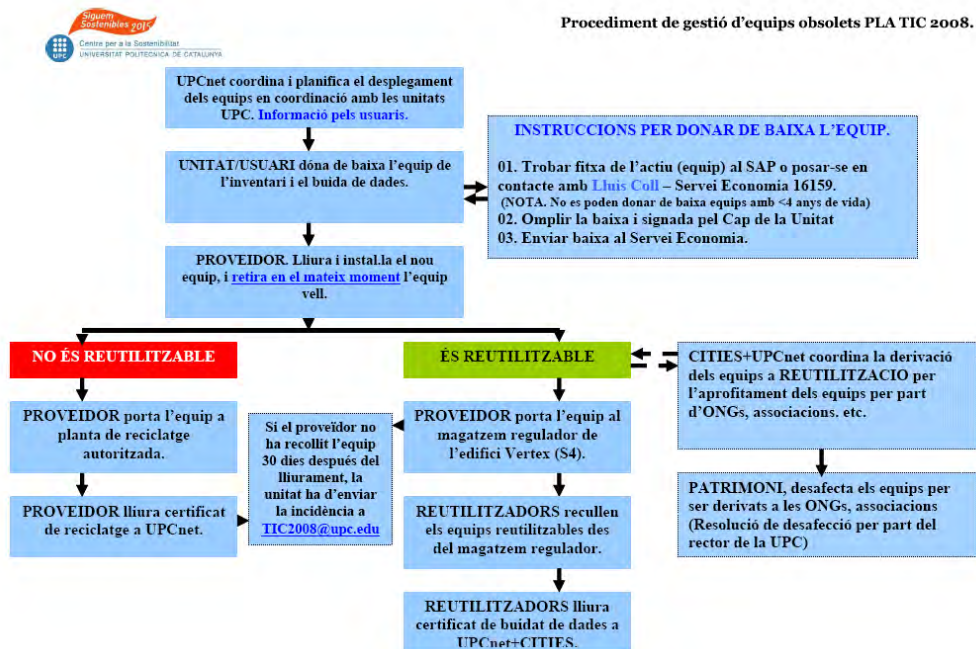 Siguem
Sostenibles 2015
Centre per a la Sostenibilitat
UNIVERSITAT POLITÈCNICA DE CATALUNYA
UPC
Procediment de gestió d'equips obsolets PLA TIC 2008.
UPCnet coordina i planifica el desplegament
dels equips en coordinació amb les unitats
UPC. Informació pels usuaris.
UNITAT/USUARI dóna de baixa l'equip de
l'inventari i el buida de dades.
INSTRUCCIONS PER DONAR DE BAIXA L'EQUIP.
01. Trobar fitxa de l'actiu (equip) al SAP o posar-se en
contacte amb Lluis Coll – Servei Economia 16159.
(NOTA. No es poden donar de baixa equips amb <4 anys de vida)
02. Omplir la baixa i signada pel Cap de la Unitat
03. Enviar baixa al Servei Economia.
PROVEIDOR. Lliura i instal.la el nou
equip, i retira en el mateix moment l'equip
vell.
NO ÉS REUTILITZABLE
ÉS REUTILITZABLE
CITIES+UPCnet coordina la derivació
dels equips a REUTILITZACIO per
l'aprofitament dels equips per part
d'ONGs, associacions. etc.
PROVEIDOR porta l'equip a
planta de reciclatge
autoritzada.
Si el proveïdor no
ha recollit l'equip
30 dies después del
lliurament, la
unitat ha d'enviar
la incidència a
TIC2008@upc.edu
PROVEIDOR porta l'equip al
magatzem regulador de
l'edifici Vertex (S4).
PROVEIDOR lliura certificat
de reciclatge a UPCnet.
REUTILITZADORS recullen
els equips reutilitzables des
del magatzem regulador.
PATRIMONI, desafecta els equips per
ser derivats a les ONGs, associacions
(Resolució de desafecció per part del
rector de la UPC)
REUTILITZADORS lliura
certificat de buidat de dades a
UPCnet+CITIES.